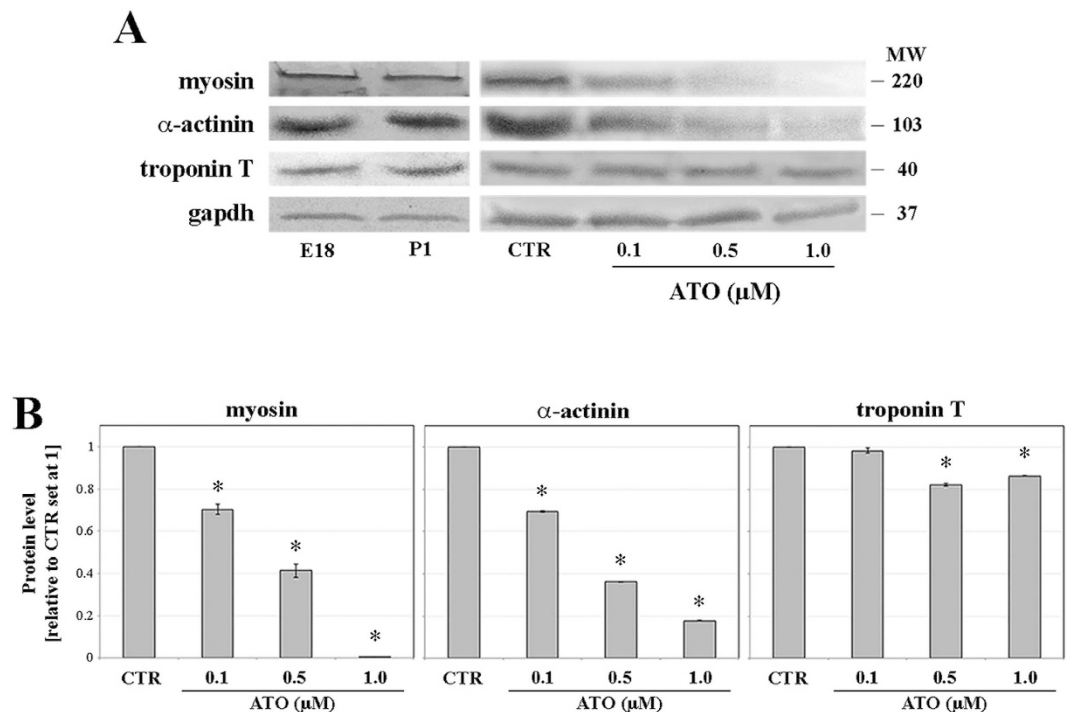 A
MW
myosin – 220
α-actinin – 103
troponin T – 40
gapdh – 37
E18 P1 CTR 0.1 0.5 1.0
ATO (µM)
B
myosin α-actinin troponin T
Protein level
[relative to CTR set at 1]
1
0.8
0.6
0.4
0.2
0
* * *
* * *
* *
CTR 0.1 0.5 1.0 CTR 0.1 0.5 1.0 CTR 0.1 0.5 1.0
ATO (µM) ATO (µM) ATO (µM)